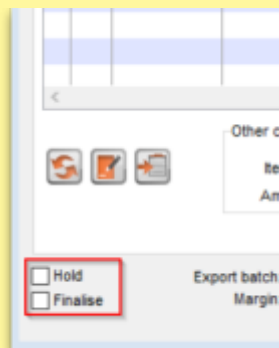 Other c
Ite
Am
Hold
Finalise
Export batch
Margin